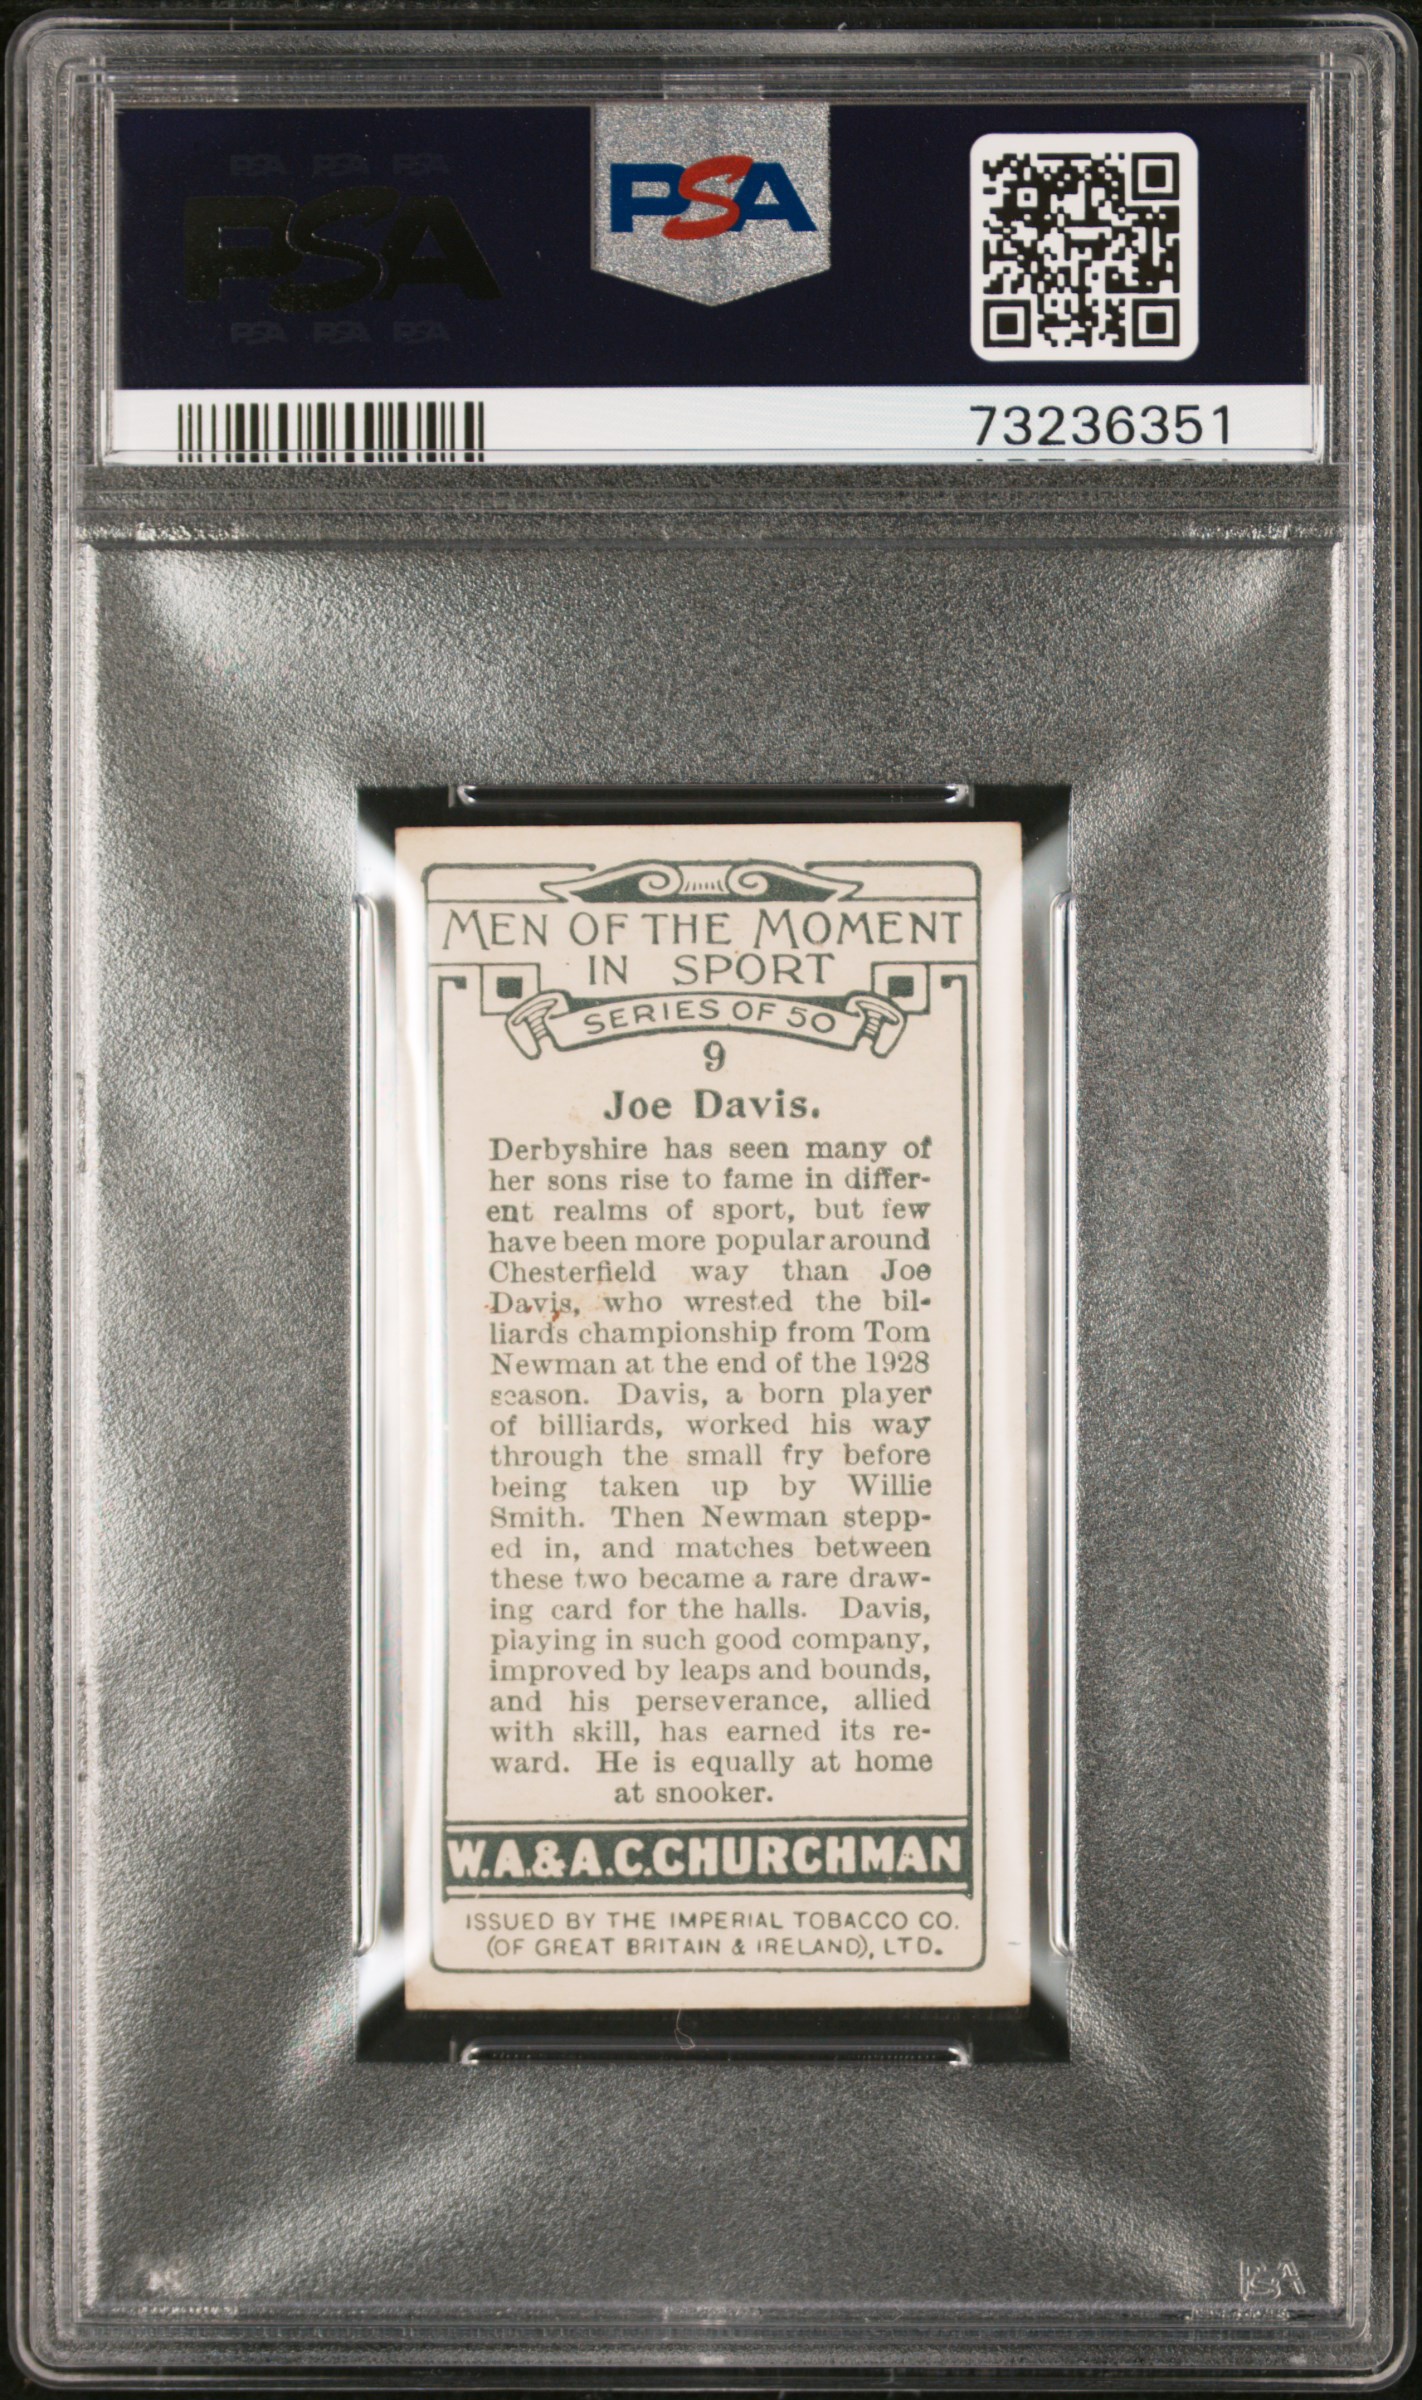 PSA PSA PSA
PSA
PSA PSA PSA
PSA
73236351
MEN OF THE MOMENT
IN SPORT
SERIES OF 50
9
Joe Davis.
Derbyshire has seen many of
her sons rise to fame in differ-
ent realms of sport, but few
have been more popular around
Chesterfield way than Joe
Davis, who wrested the bil-
liards championship from Tom
Newman at the end of the 1928
season. Davis, a born player
of billiards, worked his way
through the small fry before
being taken up by Willie
Smith. Then Newman stepp-
ed in, and matches between
these two became a rare draw-
ing card for the halls. Davis,
playing in such good company,
improved by leaps and bounds,
and his perseverance, allied
with skill, has earned its re-
ward. He is equally at home
at snooker.
W.A.&A.C.CHURCHMAN
ISSUED BY THE IMPERIAL TOBACCO CO.
(OF GREAT BRITAIN & IRELAND), LTD.
PSA